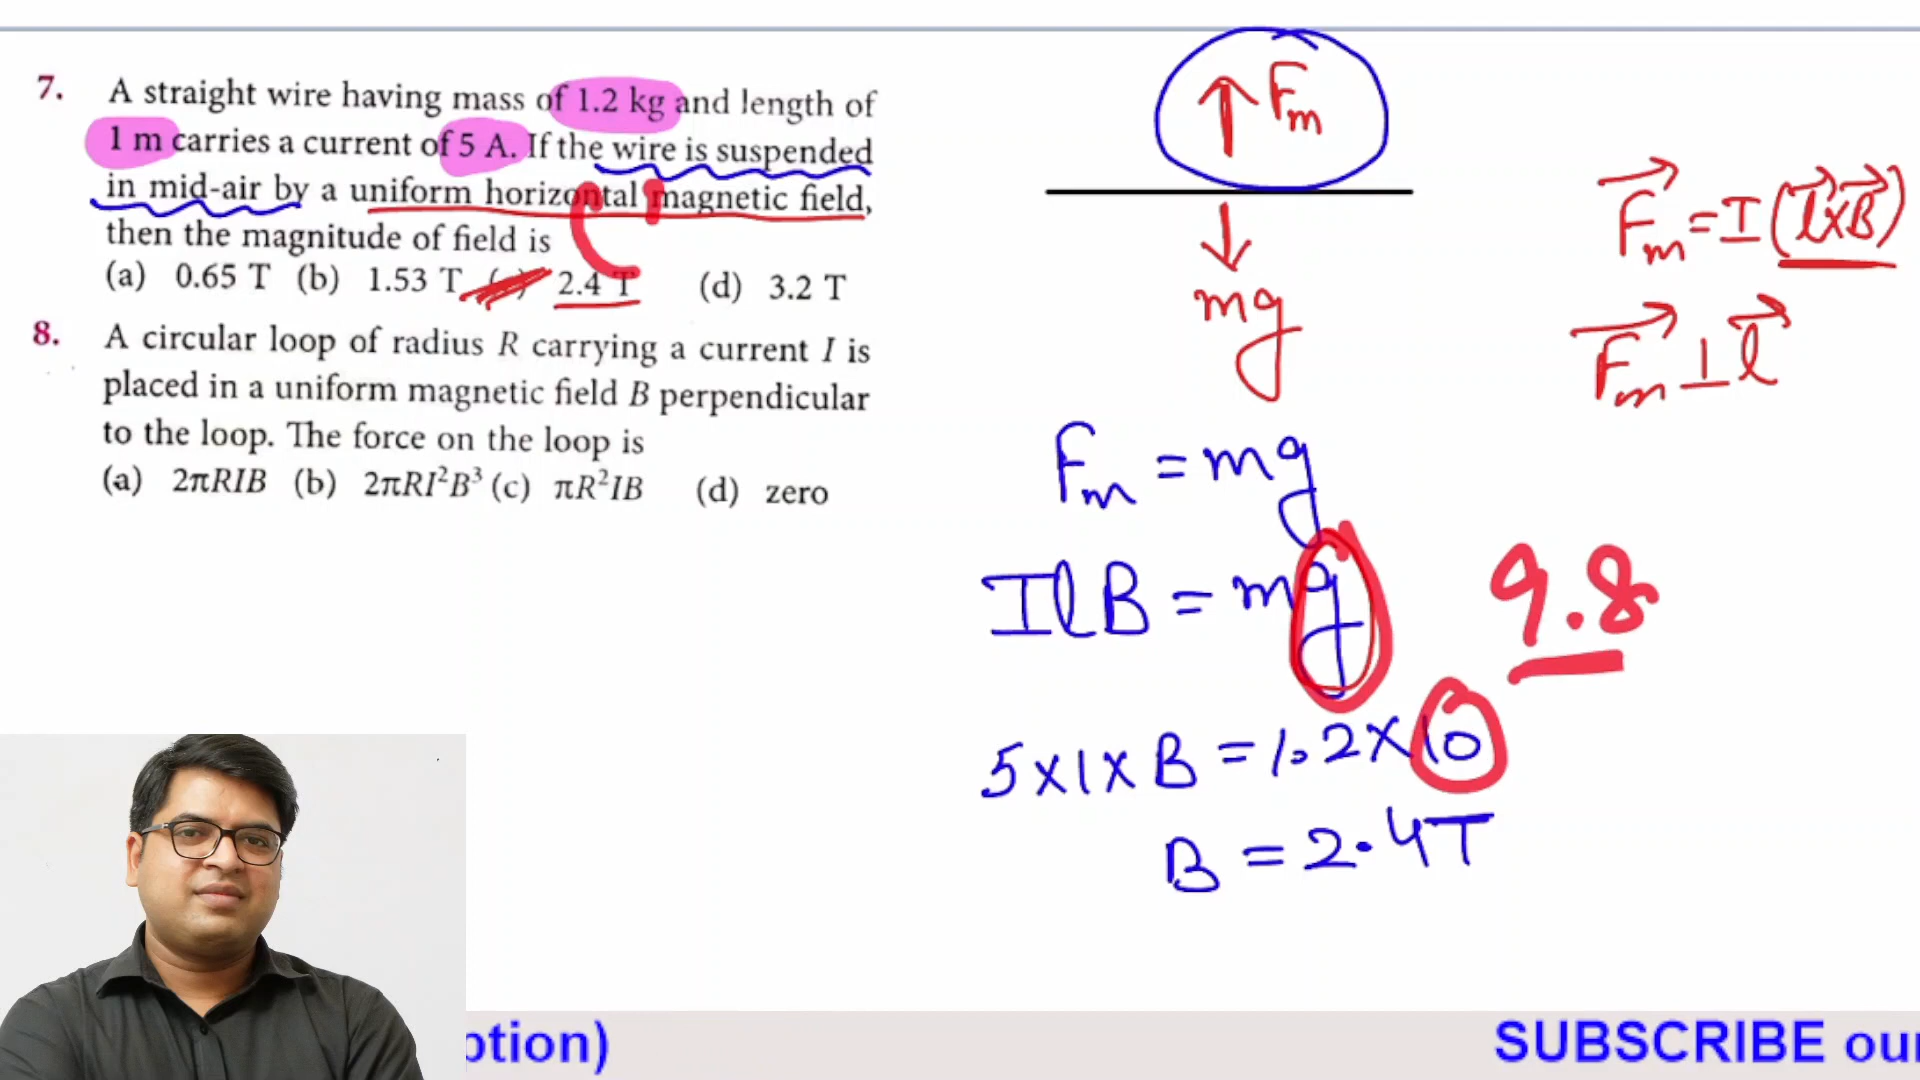 7. A straight wire having mass of 1.2 kg and length of
1 m carries a current of 5 A. If the wire is suspended
in mid-air by a uniform horizontal magnetic field,
then the magnitude of field is
(a) 0.65 T (b) 1.53 T 2.4 T (d) 3.2 T
8. A circular loop of radius R carrying a current I is
placed in a uniform magnetic field B perpendicular
to the loop. The force on the loop is
(a) 2πRIB (b) 2πRI²B³ (c) πR²IB (d) zero
Fm
mg
Fm = I (l×B)
Fm ⊥ l
Fm = mg
IlB = mg
9.8
5×1×B = 1.2×10
B = 2.4T
ption)
SUBSCRIBE our